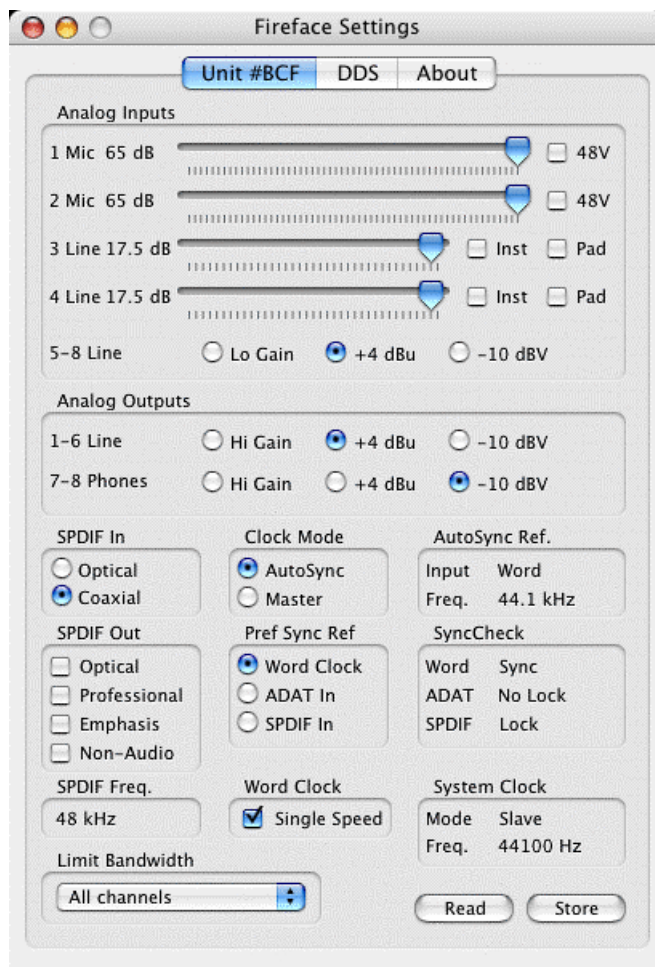 Fireface Settings
Unit #BCF DDS About
Analog Inputs
1 Mic 65 dB 48V
2 Mic 65 dB 48V
3 Line 17.5 dB Inst Pad
4 Line 17.5 dB Inst Pad
5-8 Line Lo Gain +4 dBu -10 dBV
Analog Outputs
1-6 Line Hi Gain +4 dBu -10 dBV
7-8 Phones Hi Gain +4 dBu -10 dBV
SPDIF In
Optical
Coaxial
Clock Mode
AutoSync
Master
AutoSync Ref.
Input Word
Freq. 44.1 kHz
SPDIF Out
Optical
Professional
Emphasis
Non-Audio
Pref Sync Ref
Word Clock
ADAT In
SPDIF In
SyncCheck
Word Sync
ADAT No Lock
SPDIF Lock
SPDIF Freq.
48 kHz
Word Clock
Single Speed
System Clock
Mode Slave
Freq. 44100 Hz
Limit Bandwidth
All channels
Read Store